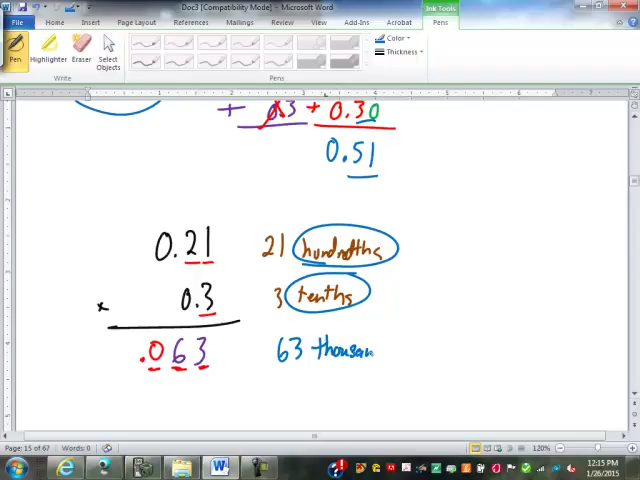 Doc3 [Compatibility Mode] - Microsoft Word
Ink Tools
File Home Insert Page Layout References Mailings Review View Add-Ins Acrobat Pens
Pen Highlighter Eraser Select Objects
Color
Thickness
Write Pens
+ 0.3 + 0.30
0.51
0.21 21 hundredths
x 0.3 3 tenths
.063 63 thousan
Page: 15 of 67 Words: 0 120%
12:15 PM
1/26/2015